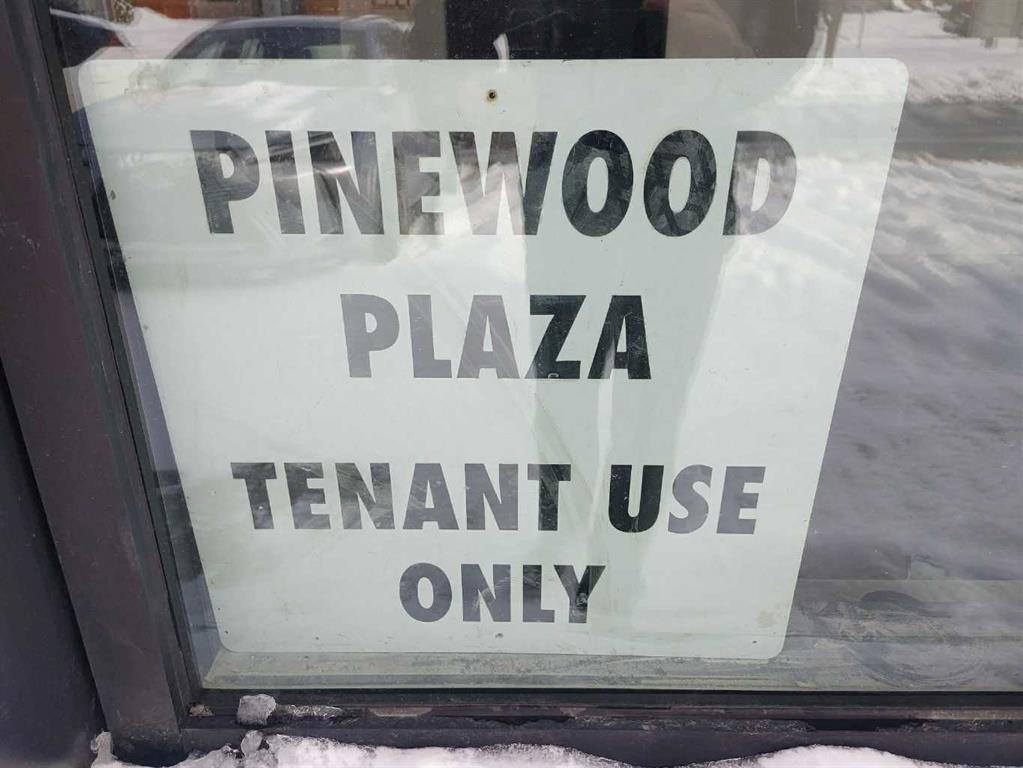 PINEWOOD
PLAZA
TENANT USE
ONLY